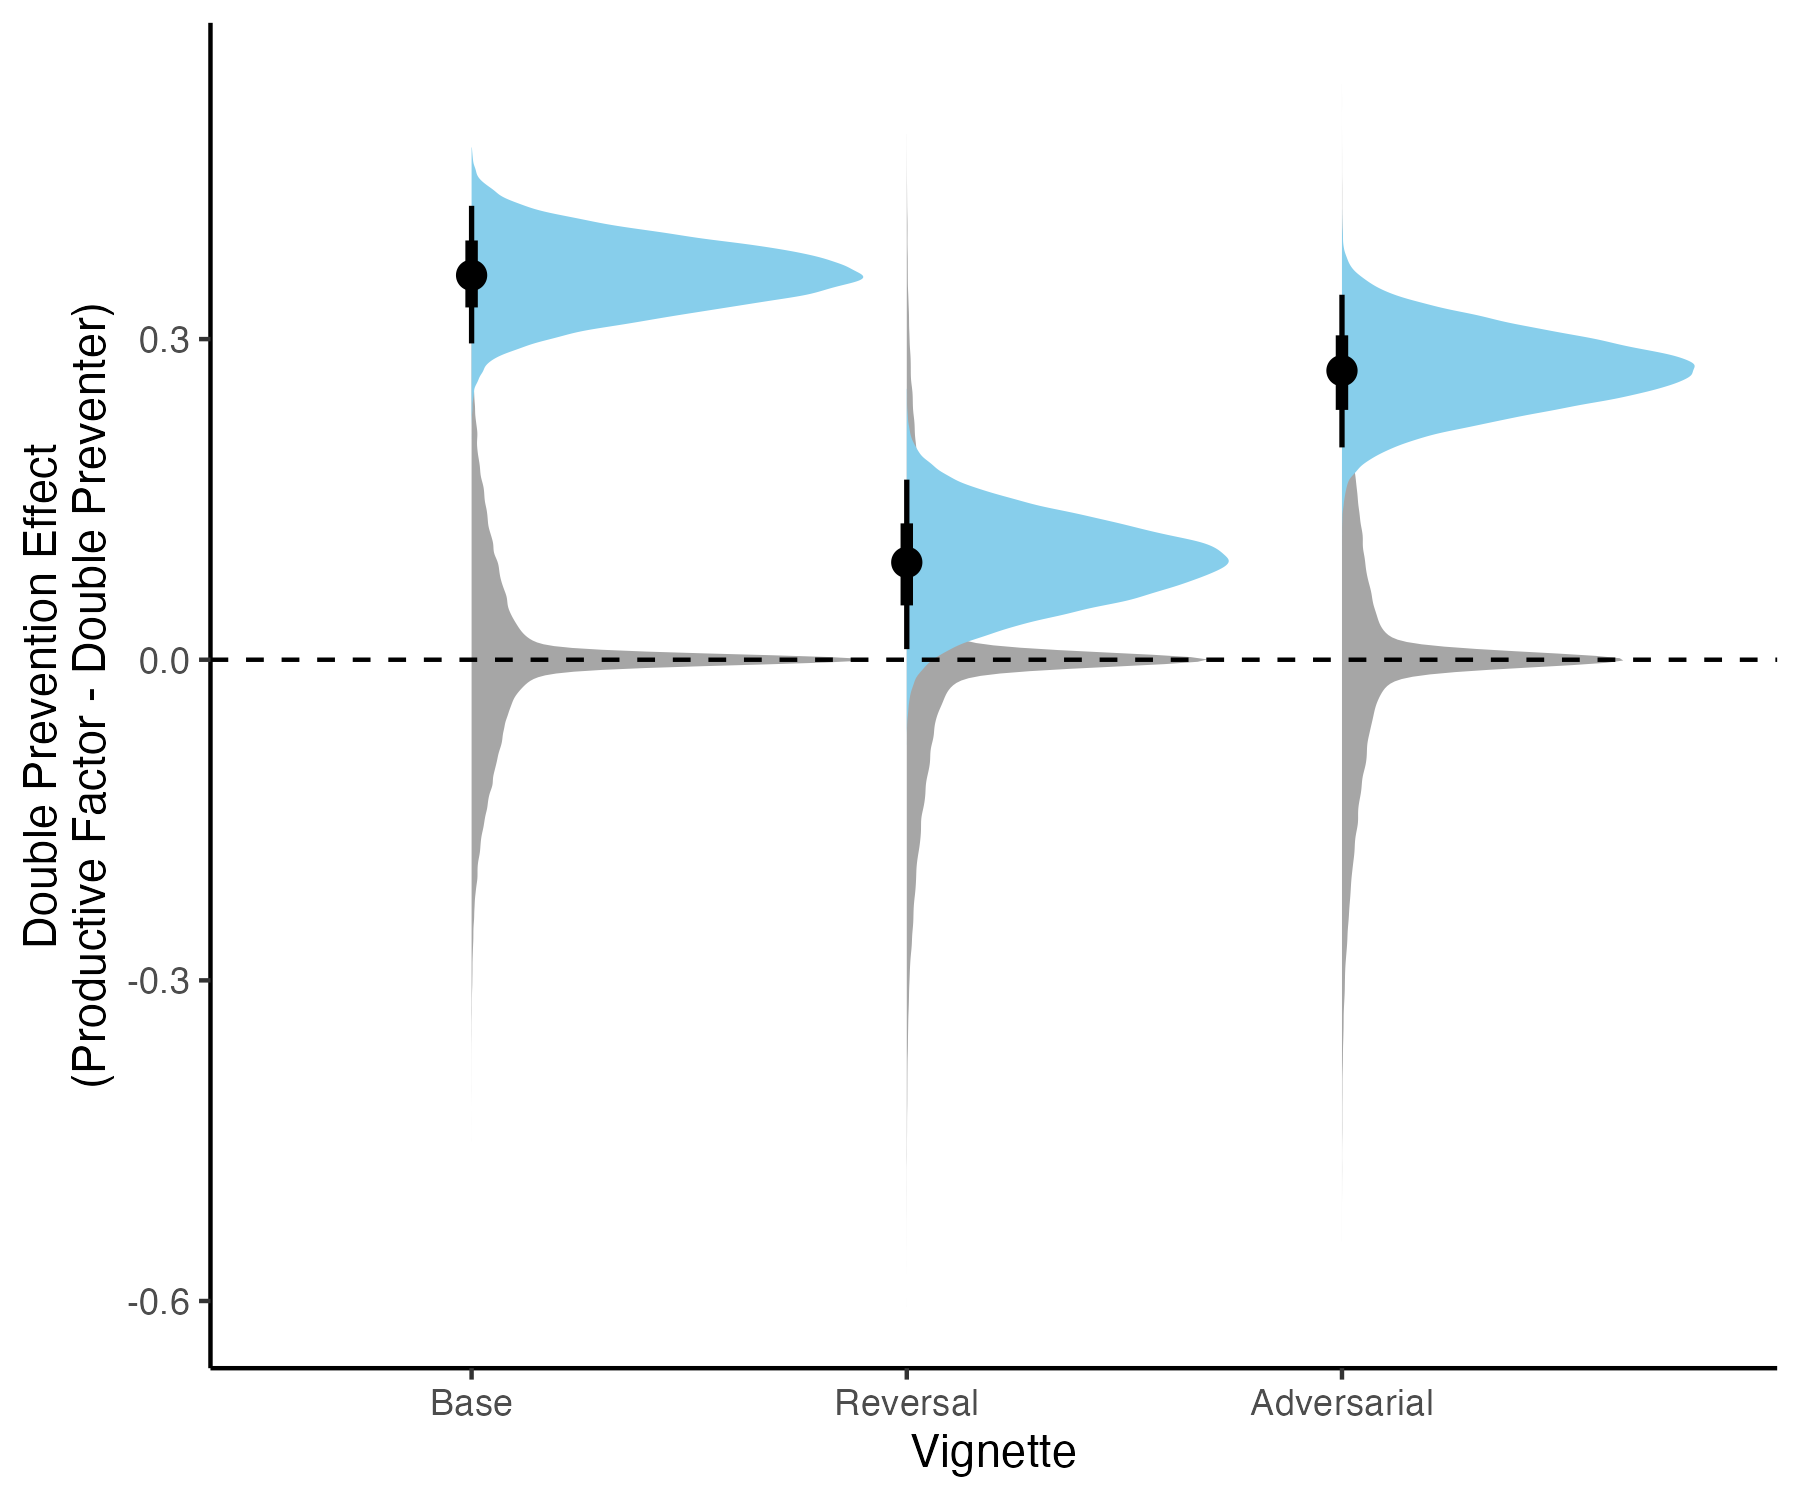 Double Prevention Effect
(Productive Factor - Double Preventer)
0.3
0.0
-0.3
-0.6
Base
Reversal
Adversarial
Vignette